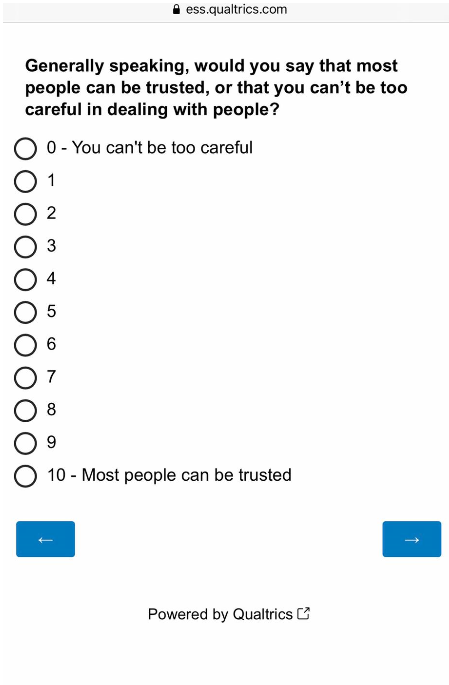 ess.qualtrics.com
Generally speaking, would you say that most
people can be trusted, or that you can’t be too
careful in dealing with people?
0 - You can't be too careful
1
2
3
4
5
6
7
8
9
10 - Most people can be trusted
← →
Powered by Qualtrics